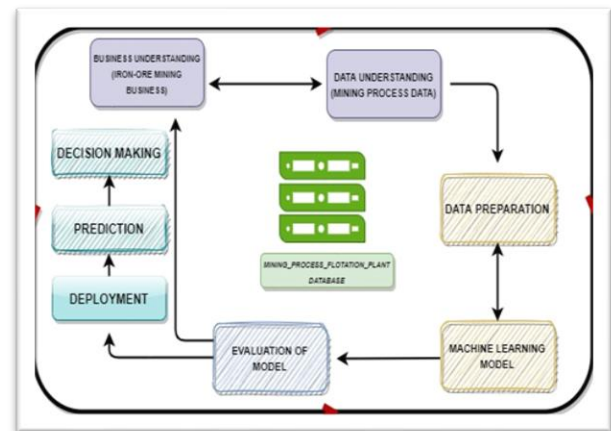 BUSINESS UNDERSTANDING
(IRON-ORE MINING
BUSINESS)
DATA UNDERSTANDING
(MINING PROCESS DATA)
DECISION MAKING
DATA PREPARATION
PREDICTION
MINING_PROCESS_FLOTATION_PLANT
DATABASE
DEPLOYMENT
EVALUATION OF
MODEL
MACHINE LEARNING
MODEL